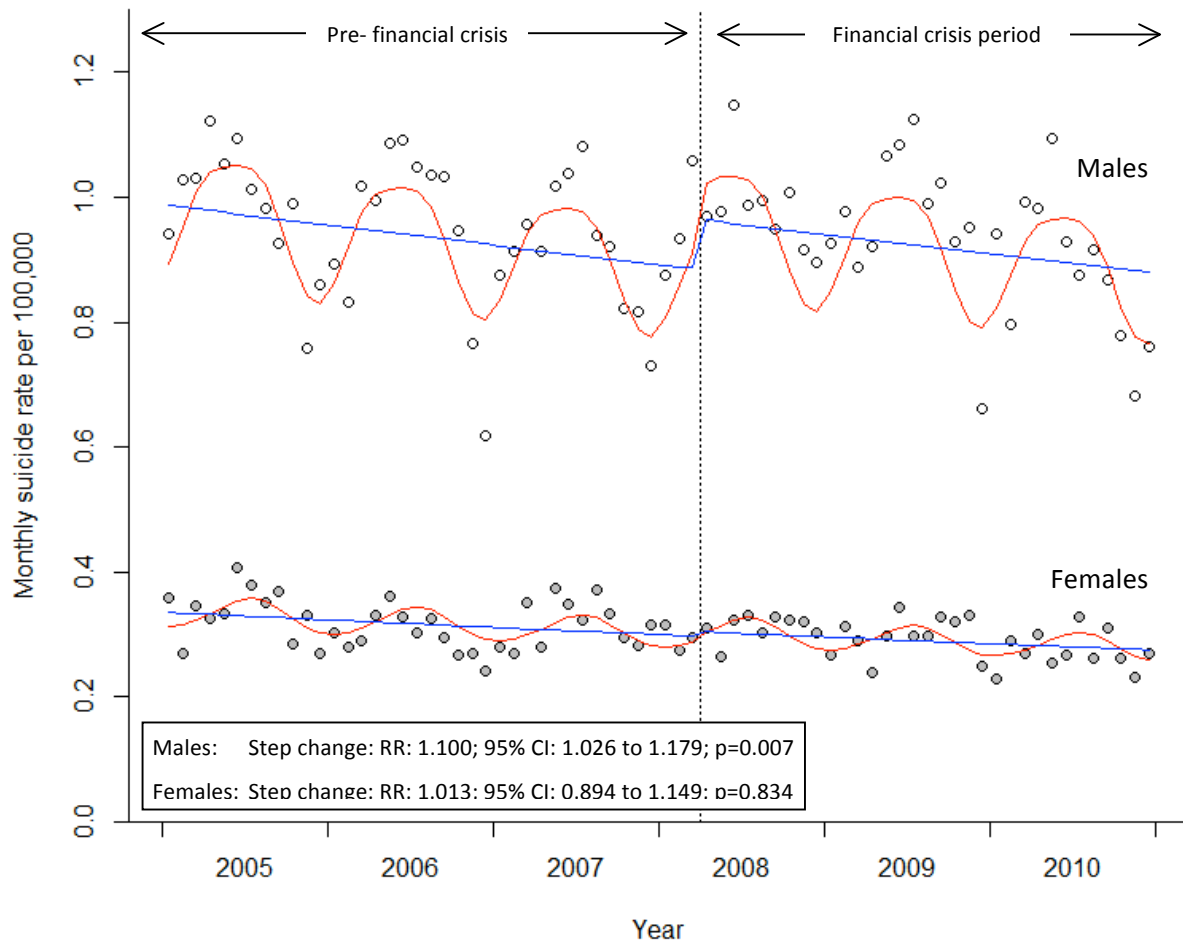 Pre- financial crisis
Financial crisis period
Monthly suicide rate per 100,000
1.2
1.0
0.8
0.6
0.4
0.2
0.0
Males
Females
Males: Step change: RR: 1.100; 95% CI: 1.026 to 1.179; p=0.007
Females: Step change: RR: 1.013; 95% CI: 0.894 to 1.149; p=0.834
2005 2006 2007 2008 2009 2010
Year